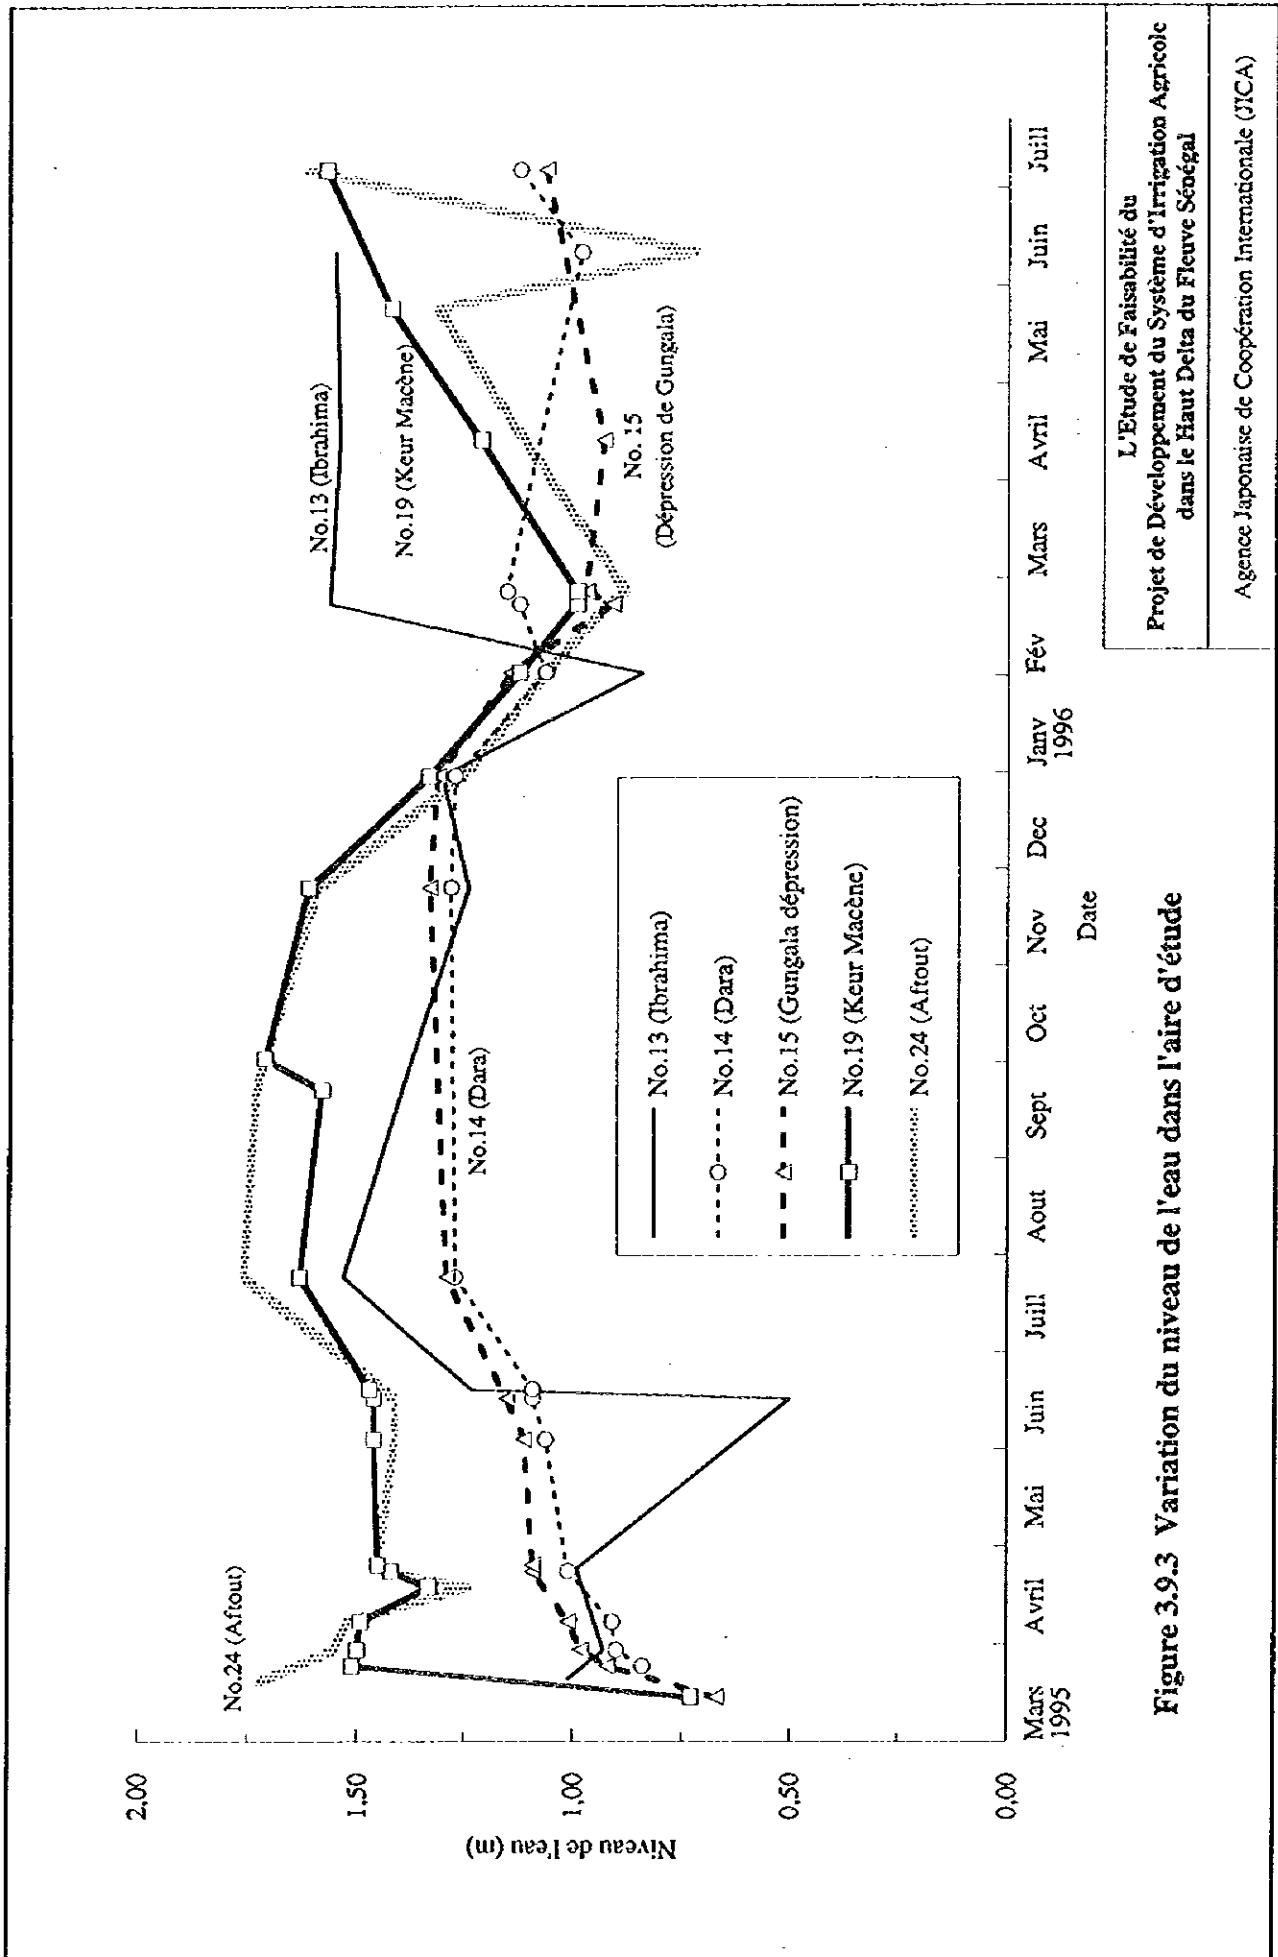 No.24 (Aftout)
No.14 (Dara)
No.13 (Ibrahima)
No.19 (Keur Macène)
No. 15
(Dépression de Gungala)
Niveau de l'eau (m)
2,00
1,50
1,00
0,50
0,00
No.13 (Ibrahima)
No.14 (Dara)
No.15 (Gungala dépression)
No.19 (Keur Macène)
No.24 (Aftout)
Mars Avril Mai Juin Juill Aout Sept Oct Nov Dec Janv Fév Mars Avril Mai Juin Juill
1995 1996
Date
Figure 3.9.3 Variation du niveau de l'eau dans l'aire d'étude
L'Etude de Faisabilité du
Projet de Développement du Système d'Irrigation Agricole
dans le Haut Delta du Fleuve Sénégal
Agence Japonaise de Coopération Internationale (JICA)